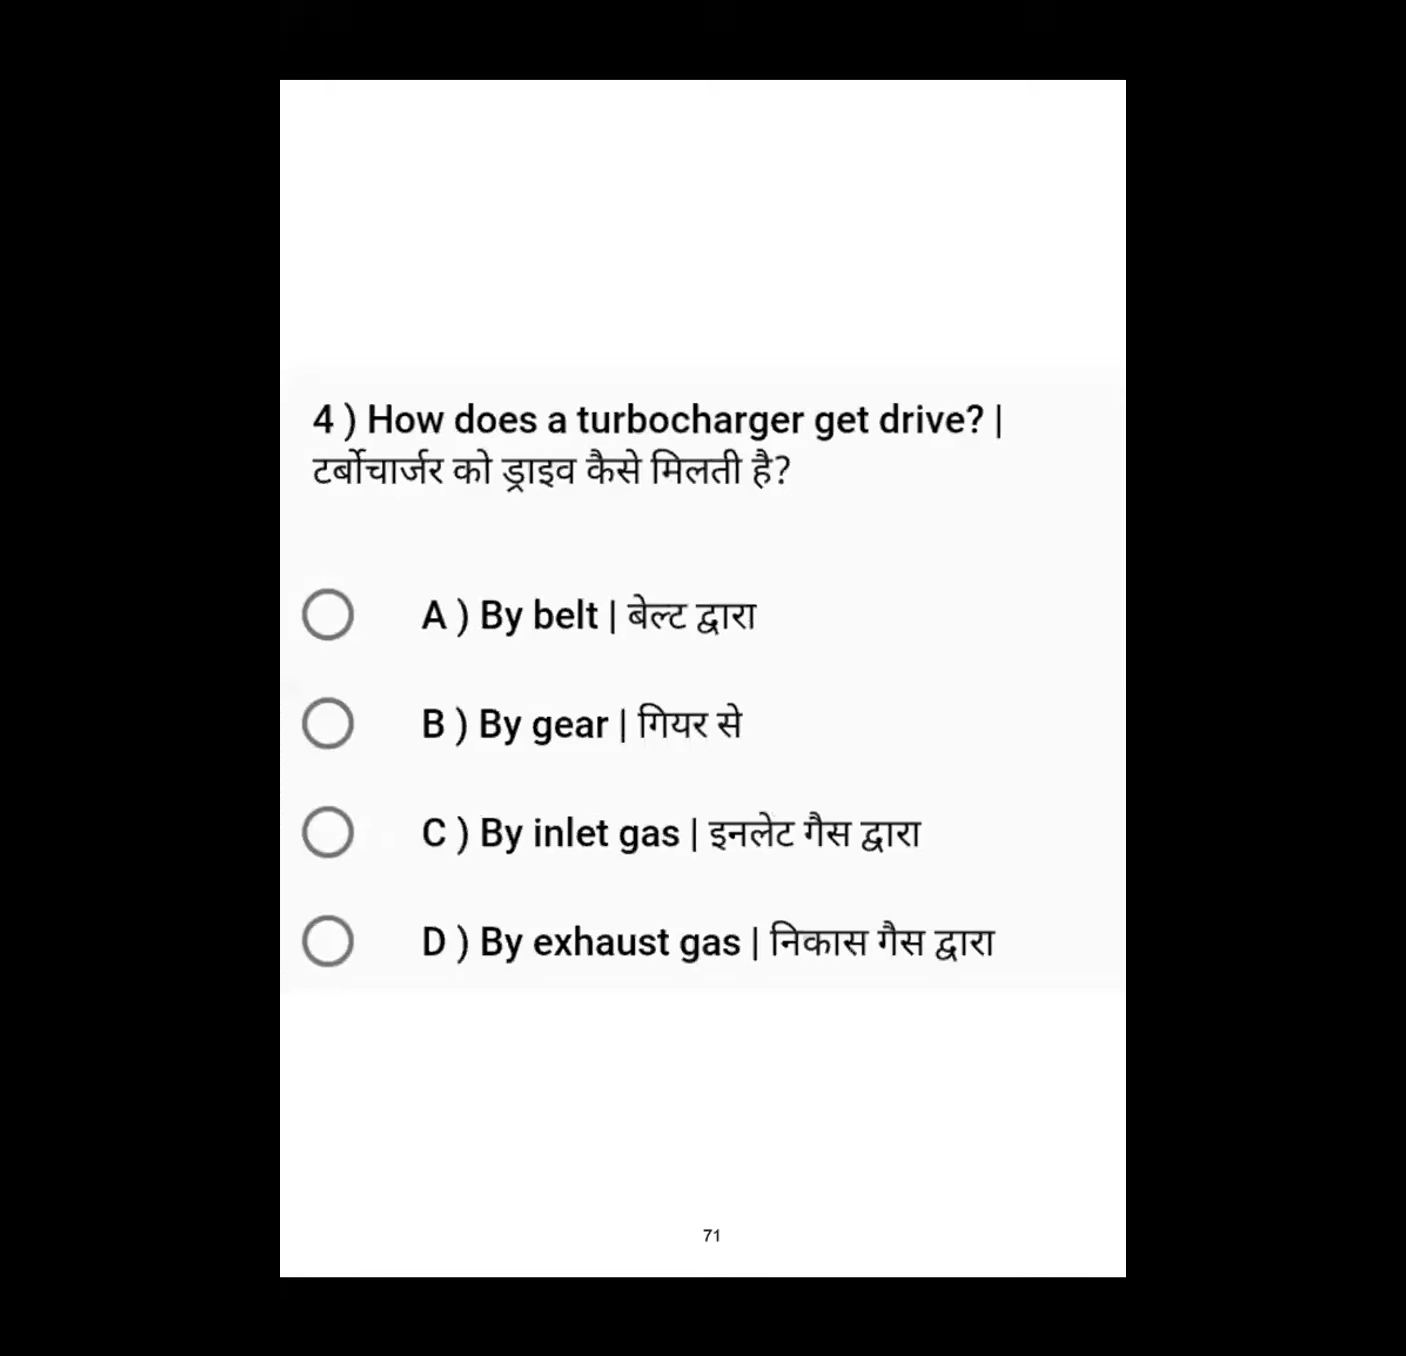 4 ) How does a turbocharger get drive? |
टर्बोचार्जर को ड्राइव कैसे मिलती है?
A ) By belt | बेल्ट द्वारा
B ) By gear | गियर से
C ) By inlet gas | इनलेट गैस द्वारा
D ) By exhaust gas | निकास गैस द्वारा
71